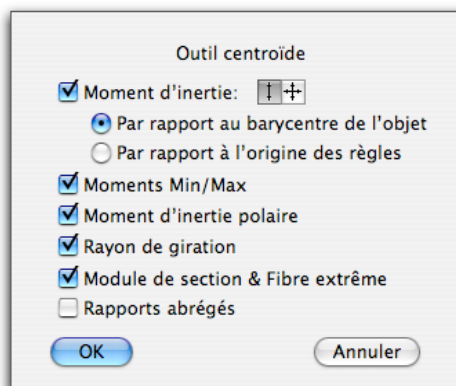 Outil centroïde
Moment d'inertie:
Par rapport au barycentre de l'objet
Par rapport à l'origine des règles
Moments Min/Max
Moment d'inertie polaire
Rayon de giration
Module de section & Fibre extrême
Rapports abrégés
OK Annuler